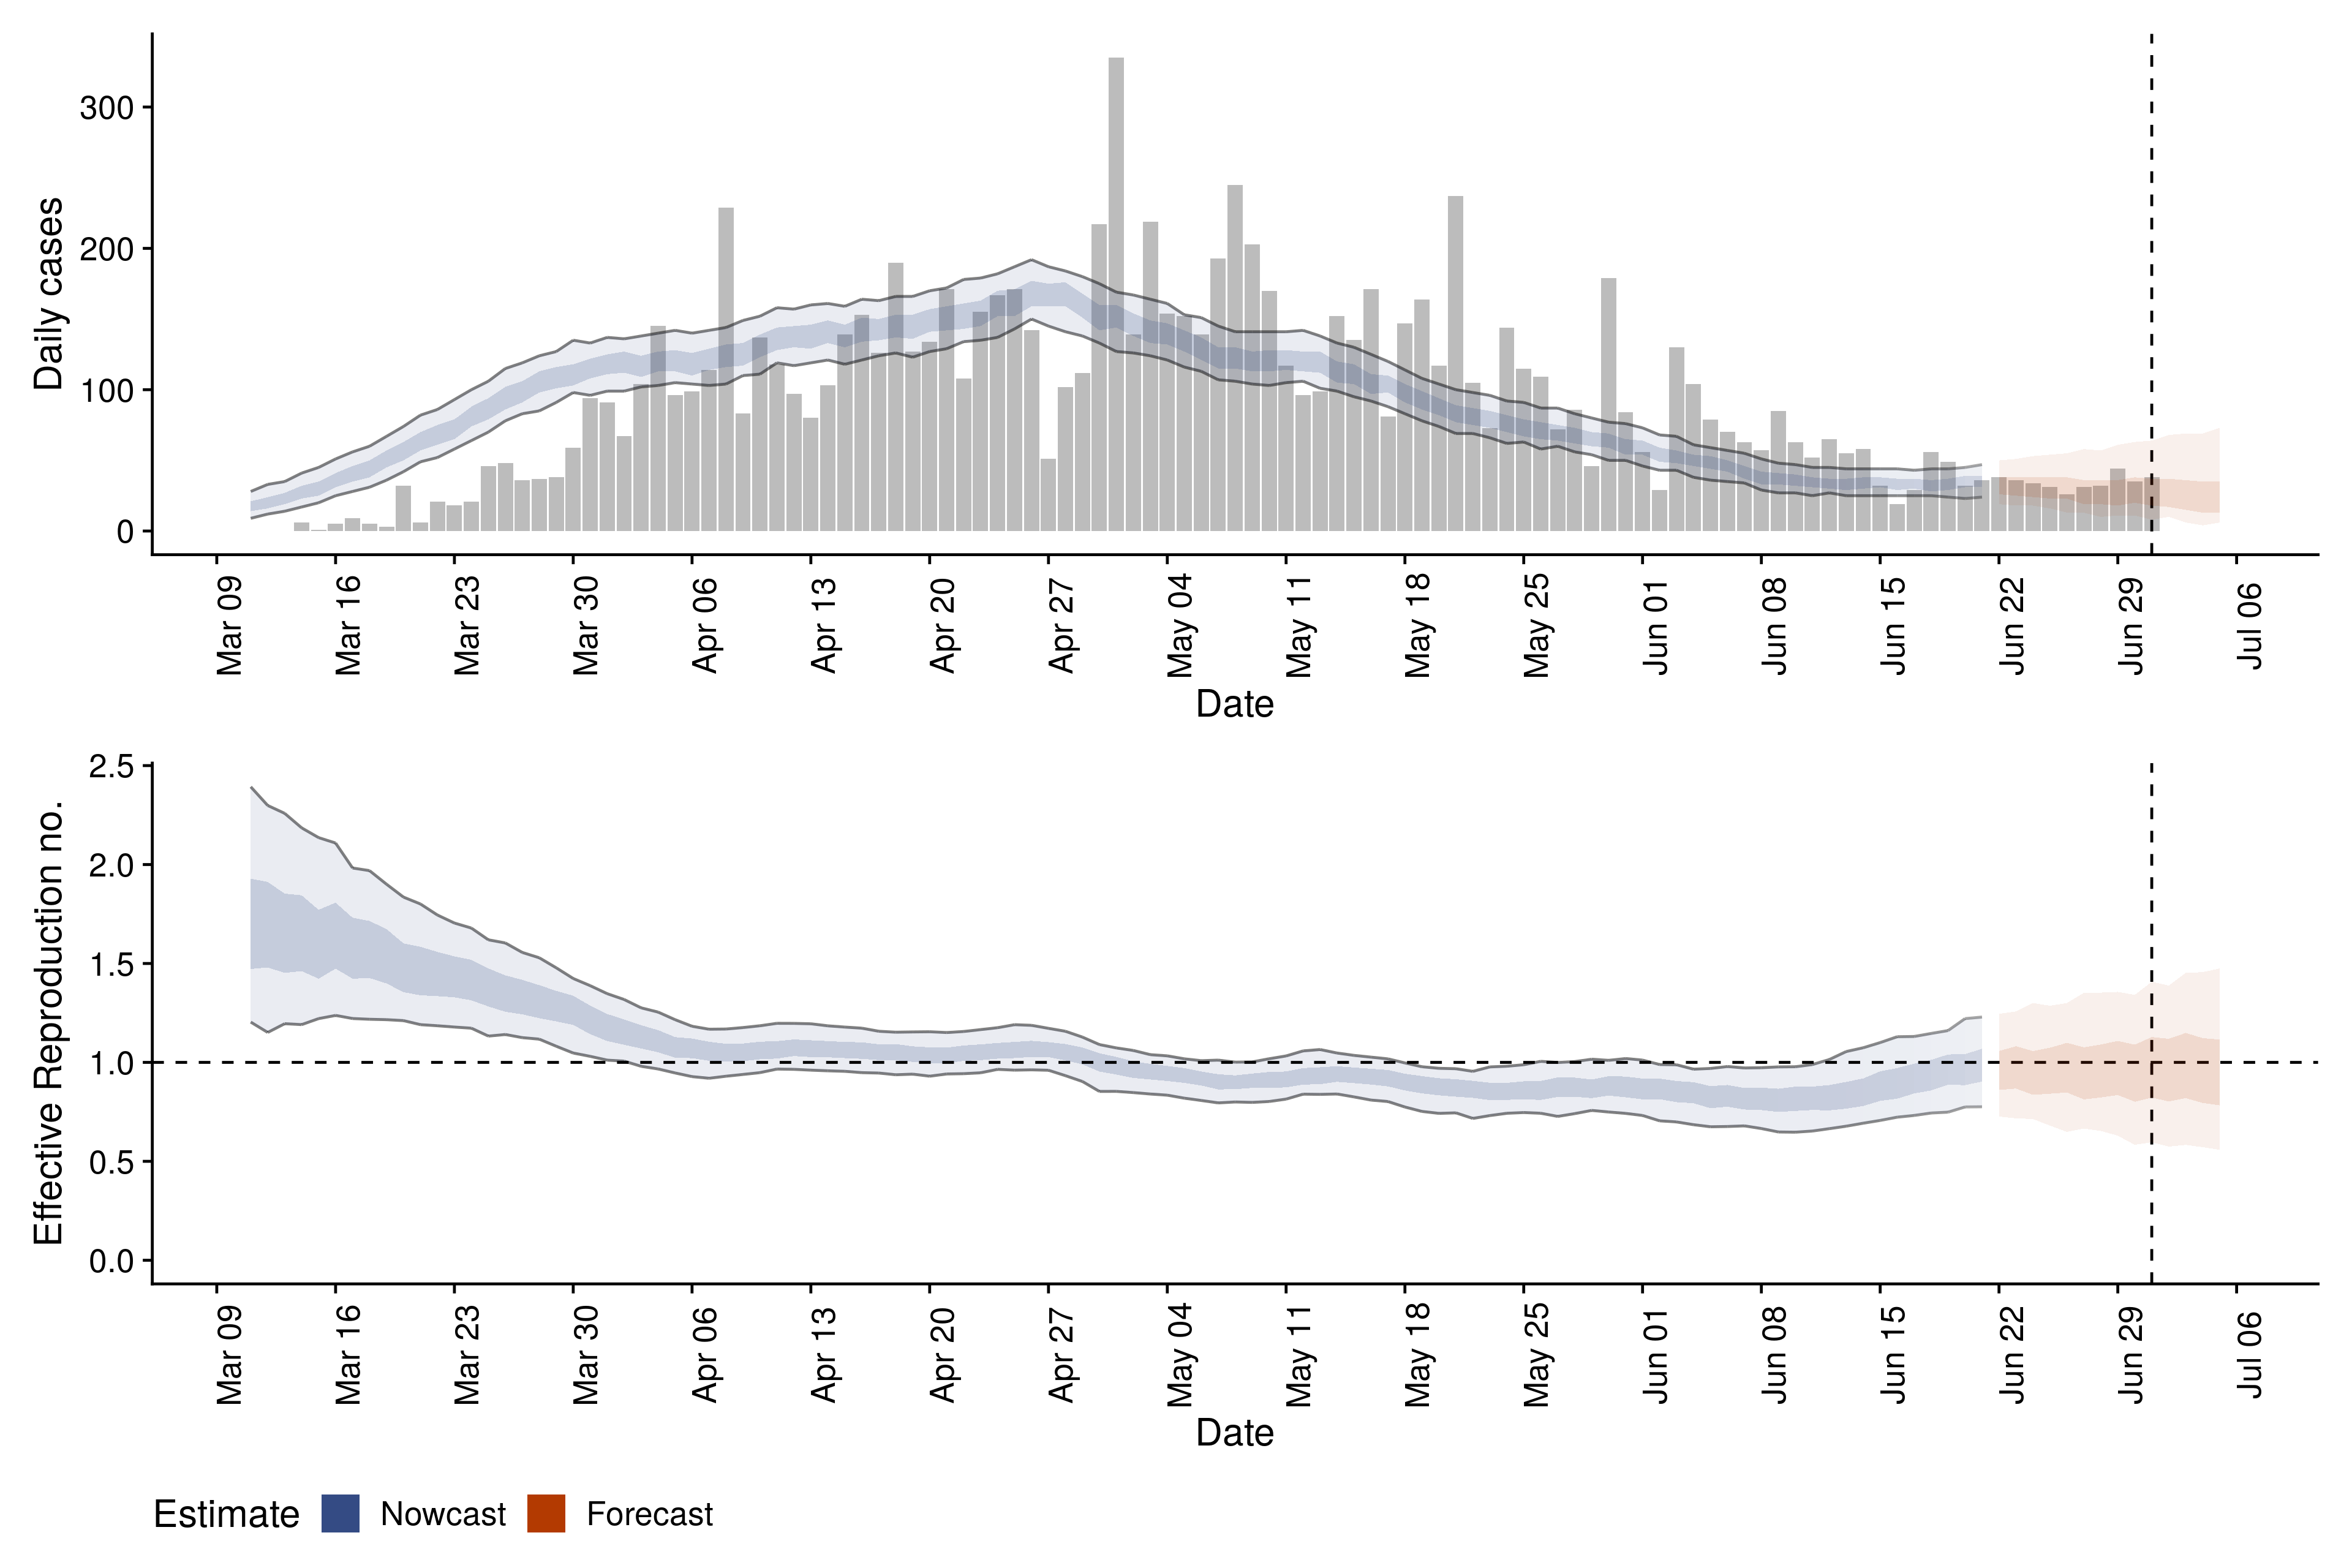 Daily cases
300
200
100
0
Mar 09
Mar 16
Mar 23
Mar 30
Apr 06
Apr 13
Apr 20
Apr 27
May 04
May 11
May 18
May 25
Jun 01
Jun 08
Jun 15
Jun 22
Jun 29
Jul 06
Date
Effective Reproduction no.
2.5
2.0
1.5
1.0
0.5
0.0
Mar 09
Mar 16
Mar 23
Mar 30
Apr 06
Apr 13
Apr 20
Apr 27
May 04
May 11
May 18
May 25
Jun 01
Jun 08
Jun 15
Jun 22
Jun 29
Jul 06
Date
Estimate Nowcast Forecast